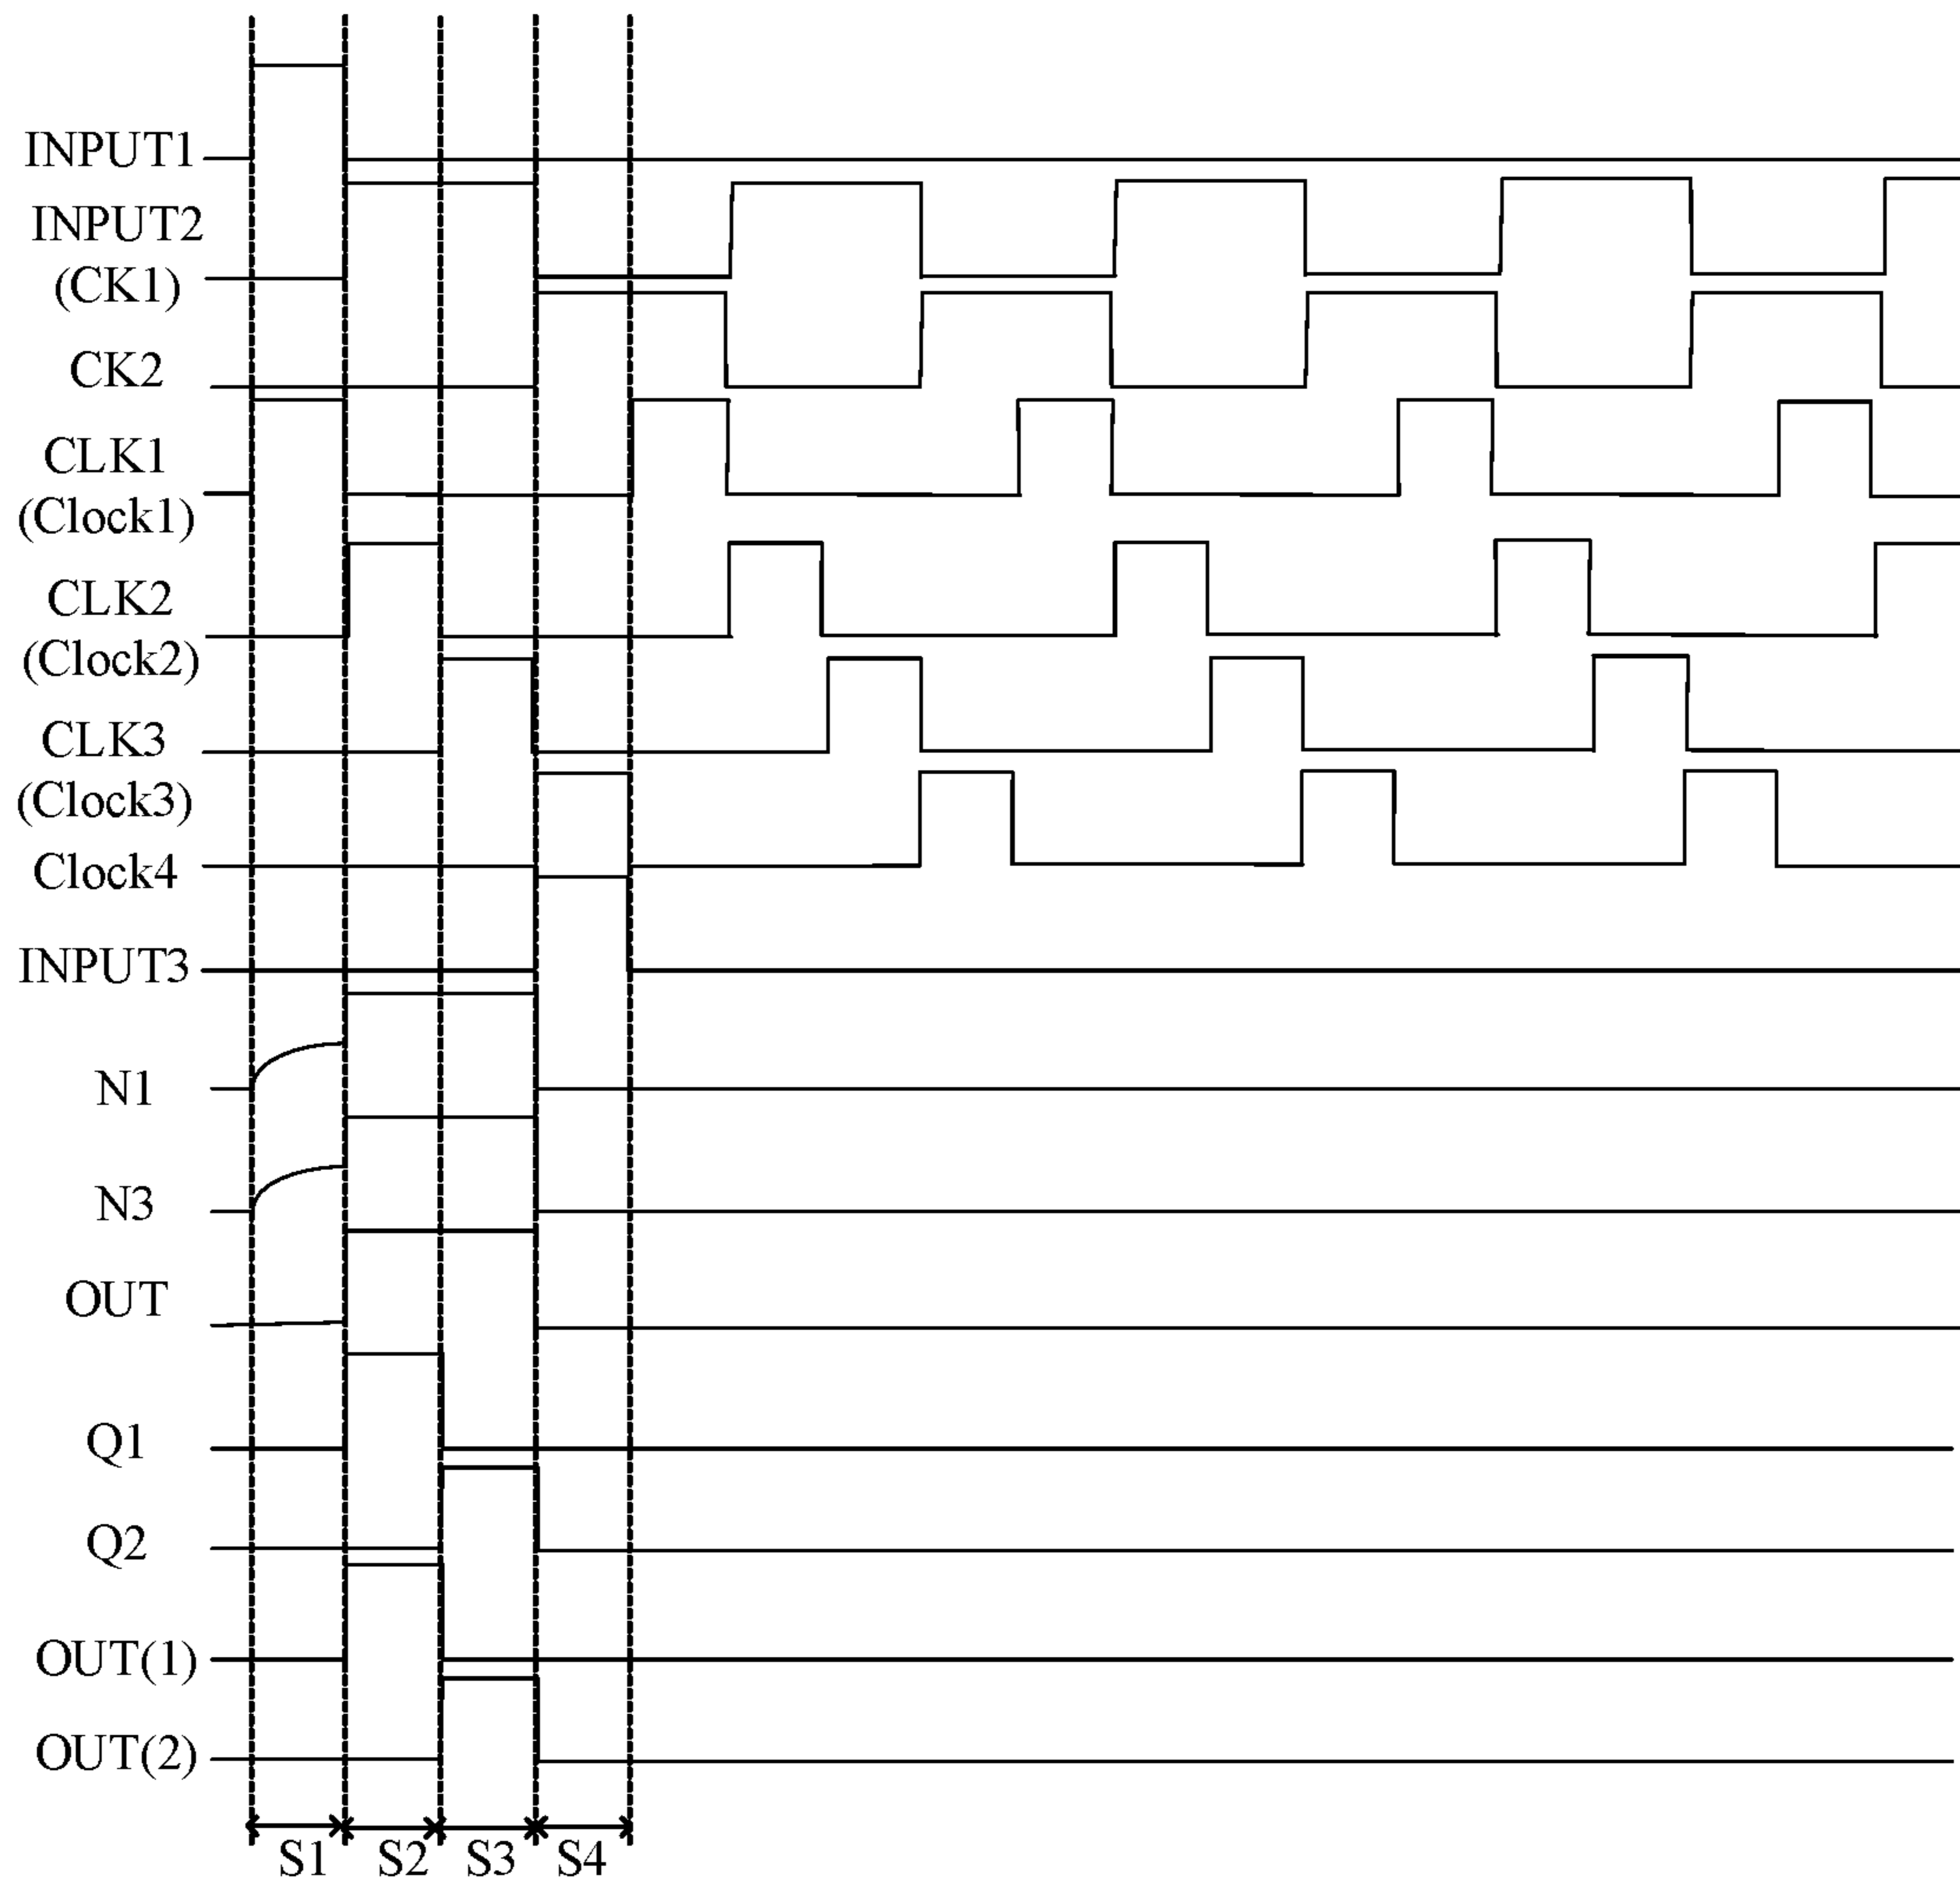 INPUT1
INPUT2
(CK1)
CK2
CLK1
(Clock1)
CLK2
(Clock2)
CLK3
(Clock3)
Clock4
INPUT3
N1
N3
OUT
Q1
Q2
OUT(1)
OUT(2)
S1 S2 S3 S4